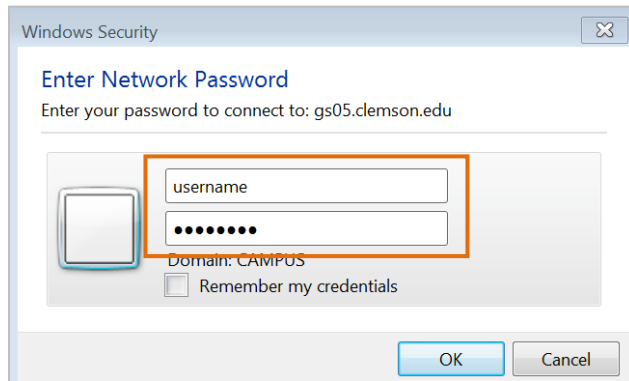 Windows Security
Enter Network Password
Enter your password to connect to: gs05.clemson.edu
username
●●●●●●●●
Domain: CAMPUS
Remember my credentials
OK
Cancel